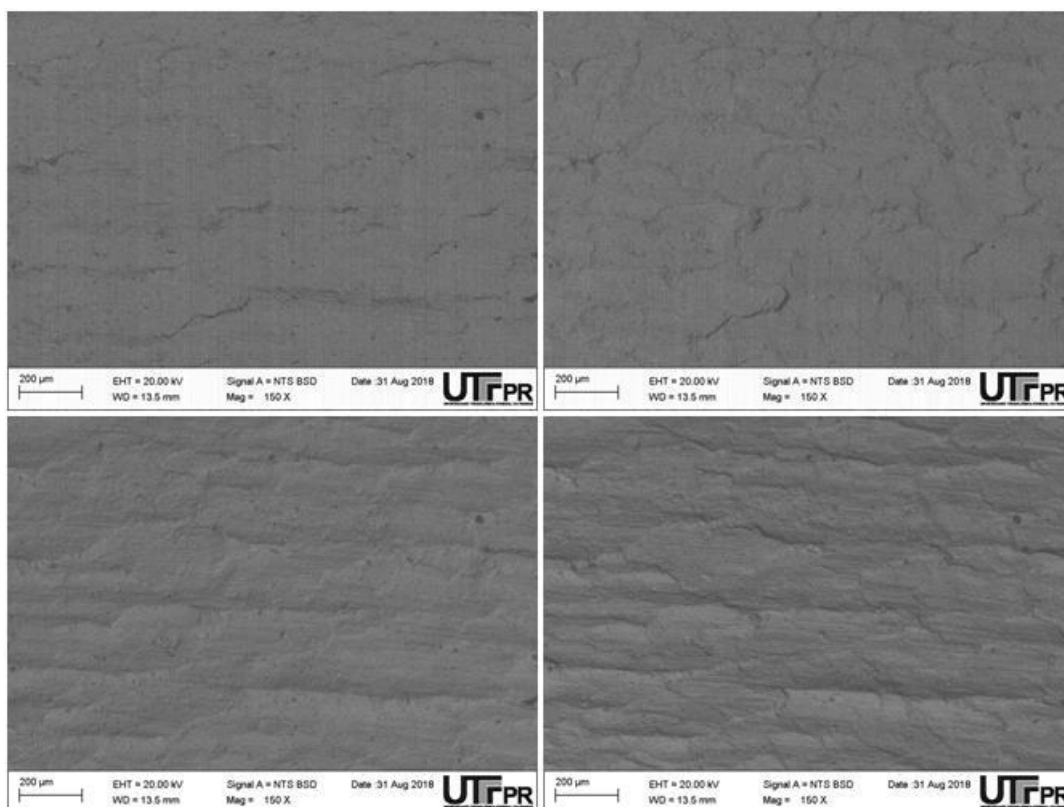 200 µm EHT = 20.00 kV Signal A = NTS BSD Date :31 Aug 2018 UTFPR
WD = 13.5 mm Mag = 150 X
200 µm EHT = 20.00 kV Signal A = NTS BSD Date :31 Aug 2018 UTFPR
WD = 13.5 mm Mag = 150 X
200 µm EHT = 20.00 kV Signal A = NTS BSD Date :31 Aug 2018 UTFPR
WD = 13.5 mm Mag = 150 X
200 µm EHT = 20.00 kV Signal A = NTS BSD Date :31 Aug 2018 UTFPR
WD = 13.5 mm Mag = 150 X